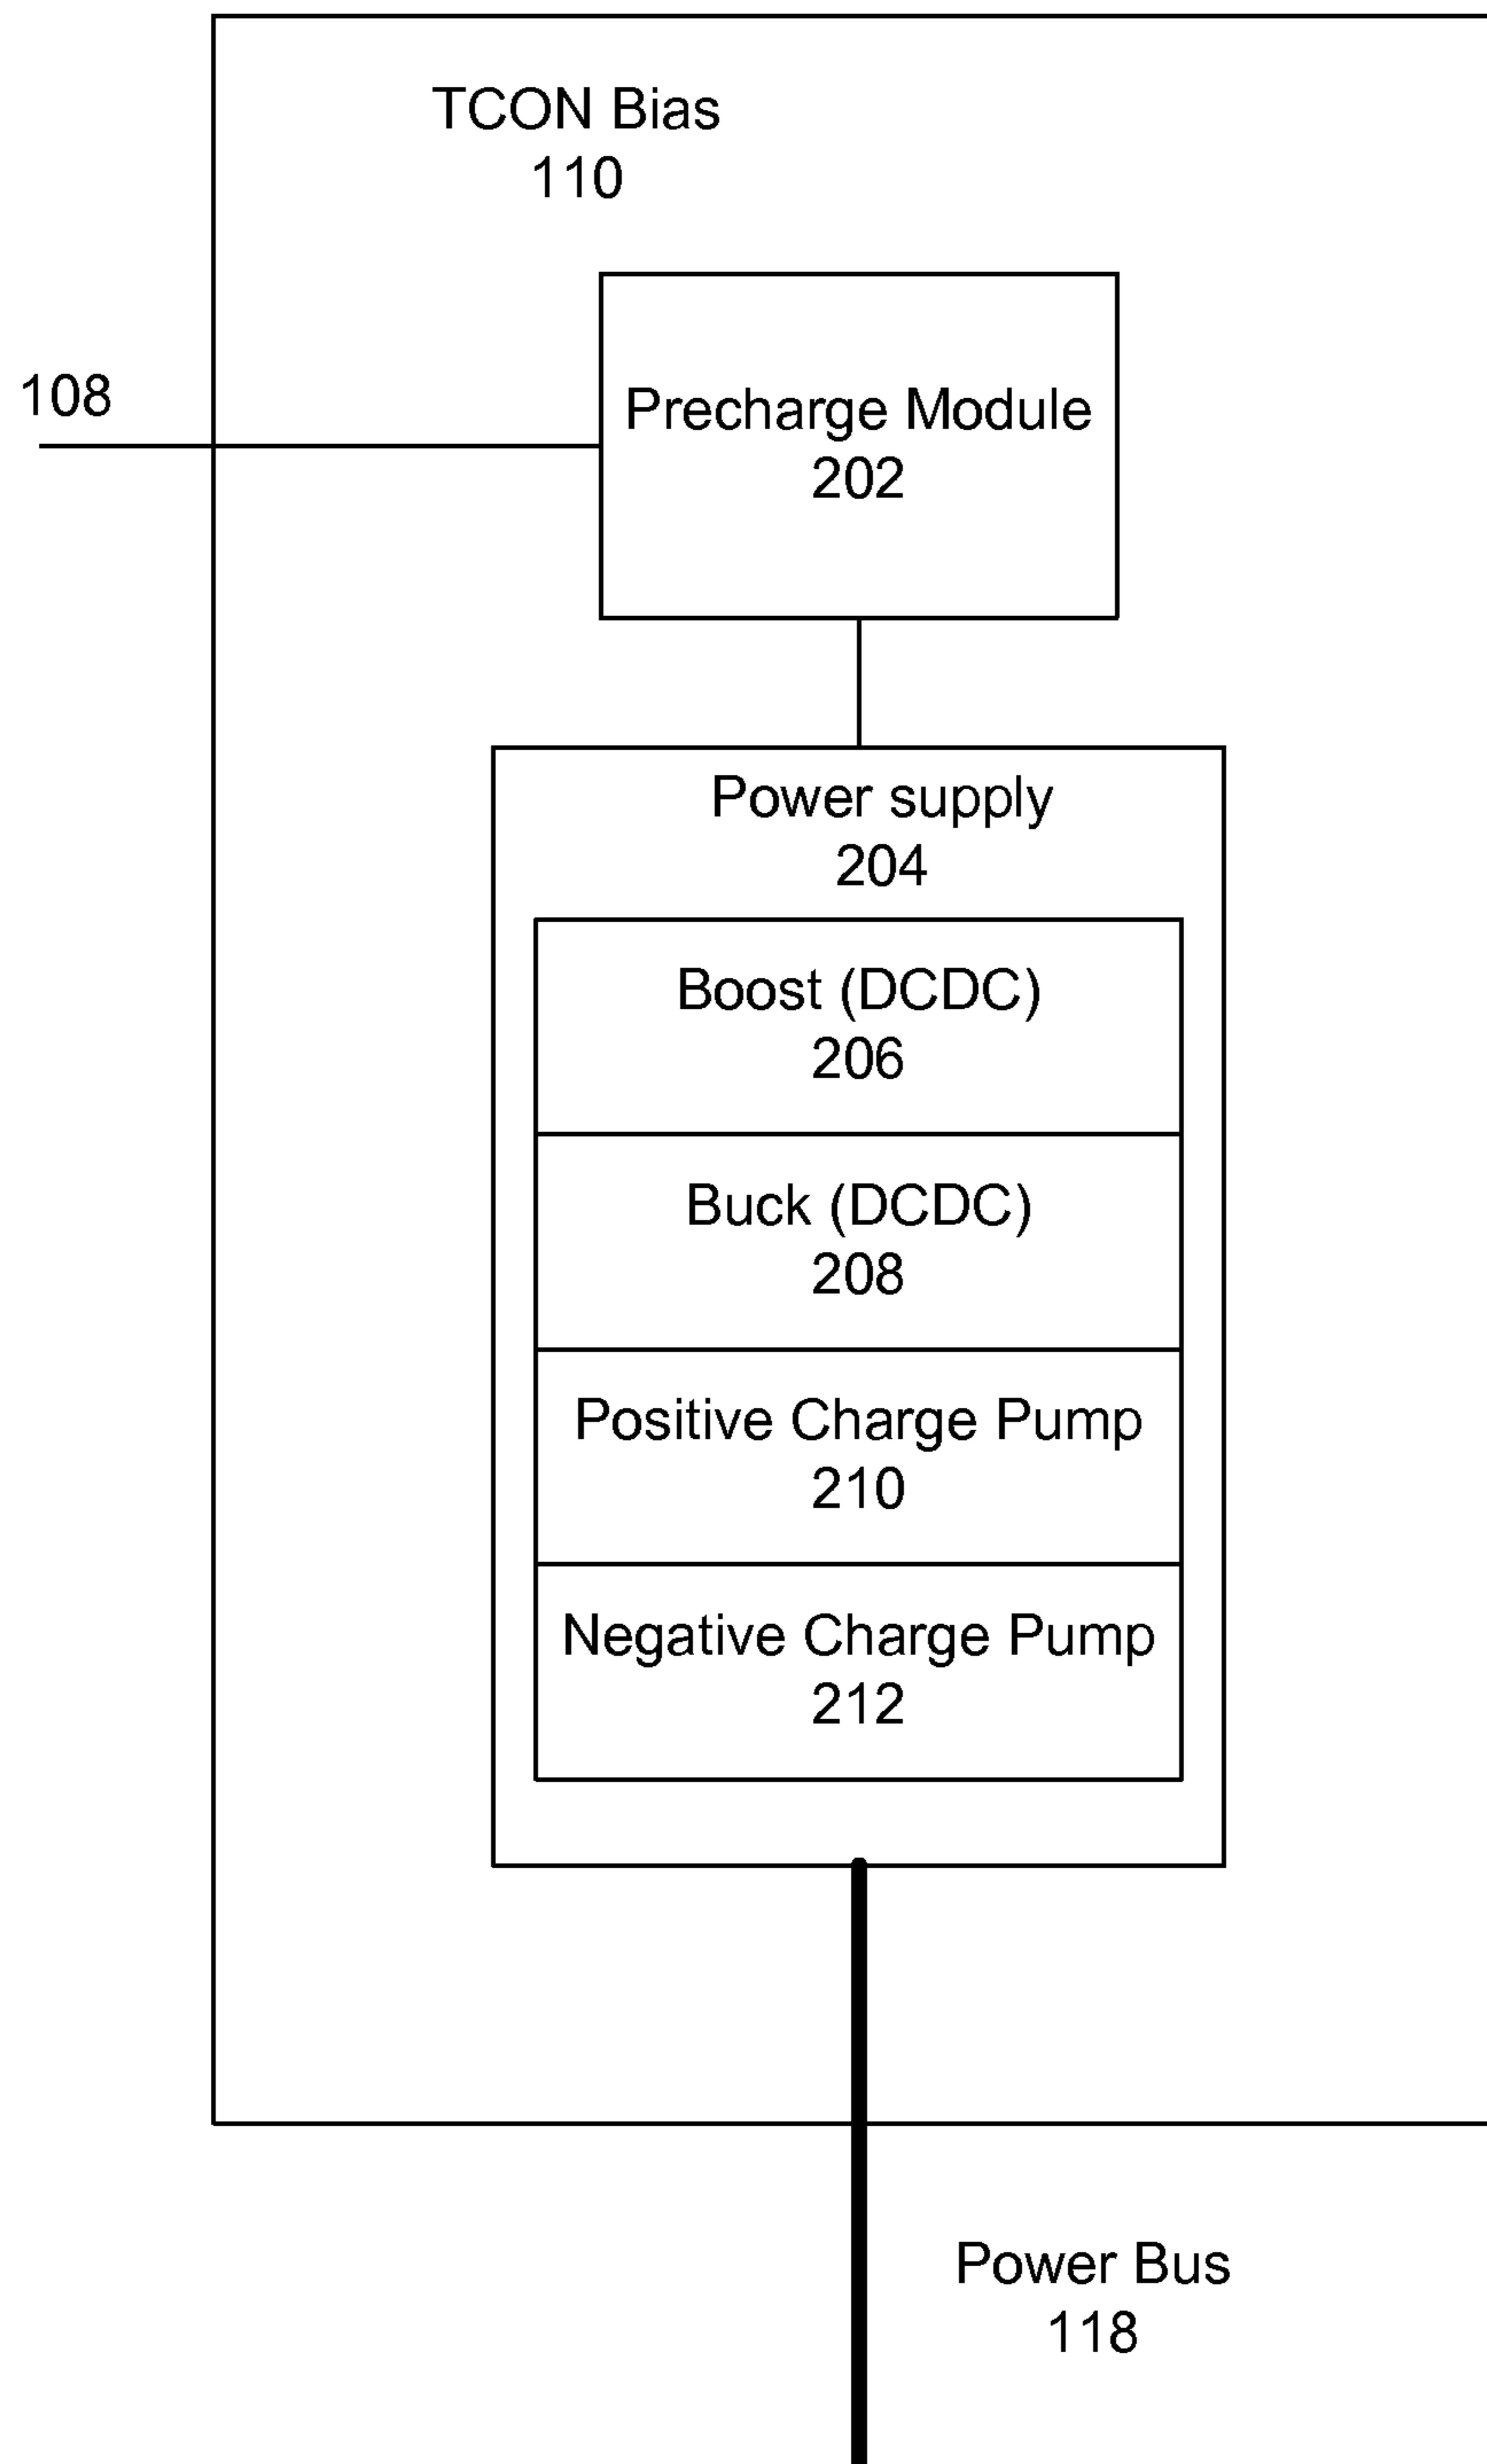 TCON Bias
110
108
Precharge Module
202
Power supply
204
Boost (DCDC)
206
Buck (DCDC)
208
Positive Charge Pump
210
Negative Charge Pump
212
Power Bus
118